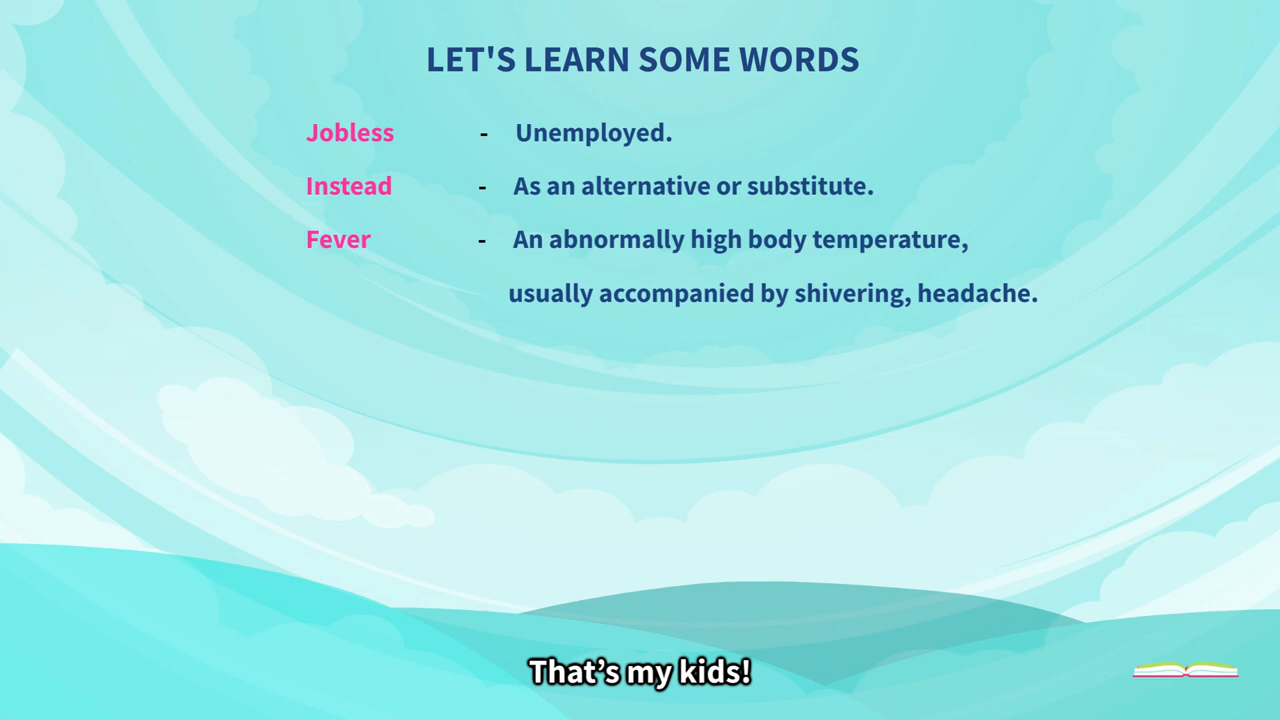 LET'S LEARN SOME WORDS
Jobless - Unemployed.
Instead - As an alternative or substitute.
Fever - An abnormally high body temperature,
usually accompanied by shivering, headache.
That’s my kids!